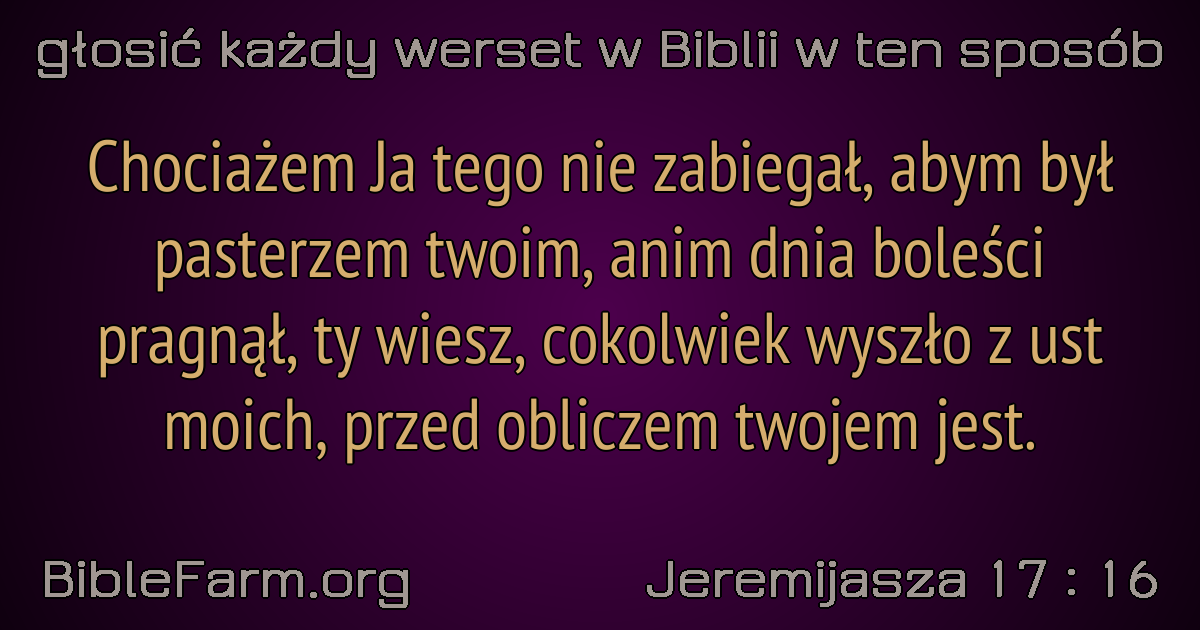 głosić każdy werset w Biblii w ten sposób
Chociażem Ja tego nie zabiegał, abym był
pasterzem twoim, anim dnia boleści
pragnął, ty wiesz, cokolwiek wyszło z ust
moich, przed obliczem twojem jest.
BibleFarm.org
Jeremijasza 17 : 16